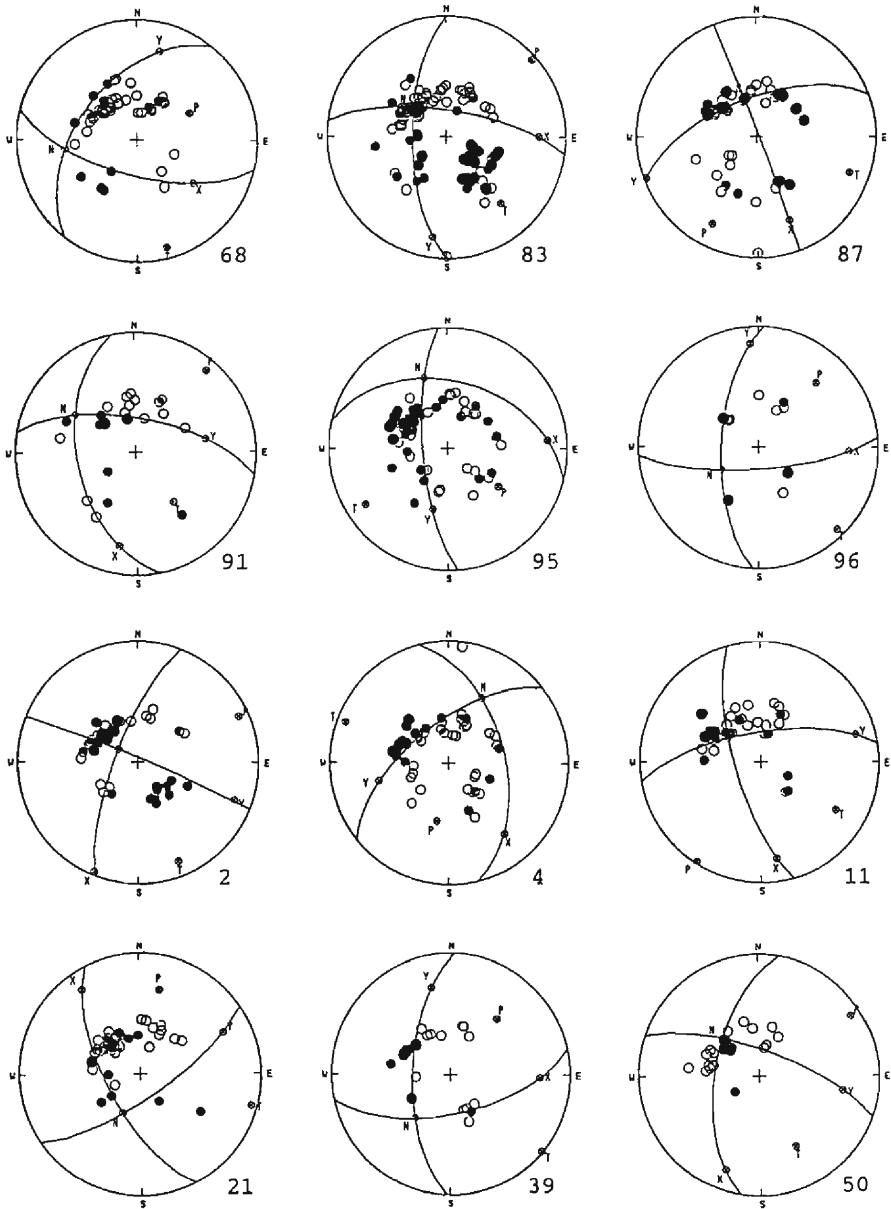 N N N
Y P
P N W E X
W E N X T Y S
68
W E N X T Y S
83
W E Y T P X S
87
N N N
P N W E Y X S
91
N W E X P T Y S
95
Y P W E X N T S
96
N N N
P W E Y X T S
2
N T W E Y P X S
4
W E Y T P X S
11
N N N
X P Y W E T N S
21
Y P W E X N T S
39
P N W E Y T X S
50